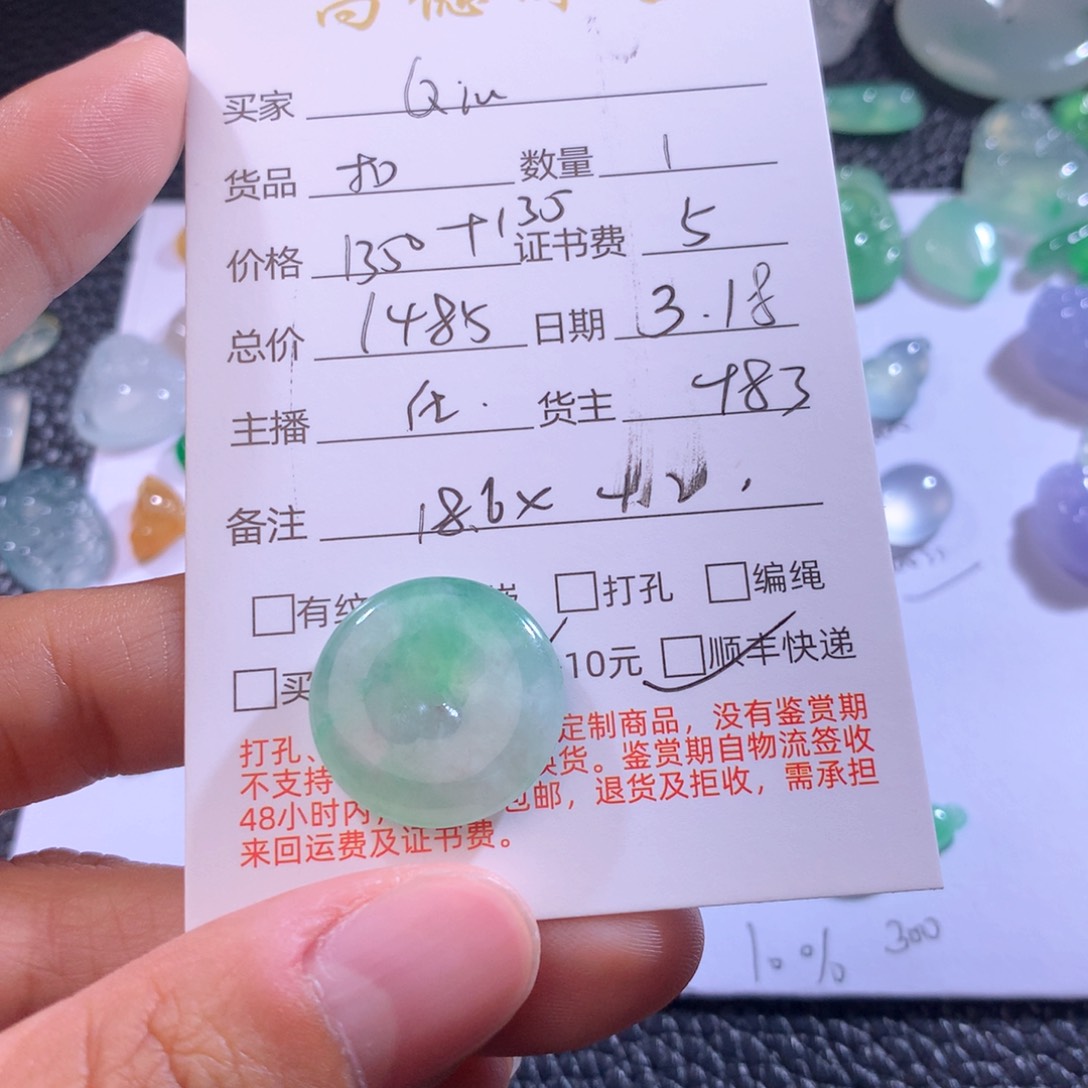 买家 Qiu
货品 扣 数量 1
价格 1350+135 证书费 5
总价 1485 日期 3.18
主播 仕. 货主 483
备注 18.6x 4.2.
□有纹 □打孔 □编绳
□买 10元 □顺丰快递
打孔、 定制商品，没有鉴赏期
不支持 换货。鉴赏期自物流签收
48小时内， 包邮，退货及拒收，需承担
来回运费及证书费。
10% 300